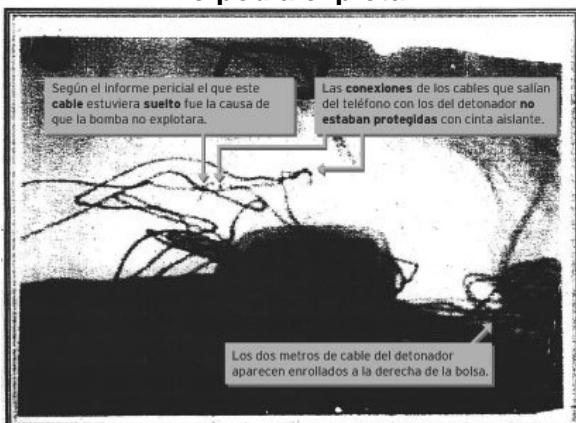 Según el informe pericial el que este
cable estuviera suelto fue la causa de
que la bomba no explotara.
Las conexiones de los cables que salían
del teléfono con los del detonador no
estaban protegidas con cinta aislante.
Los dos metros de cable del detonador
aparecen enrollados a la derecha de la bolsa.